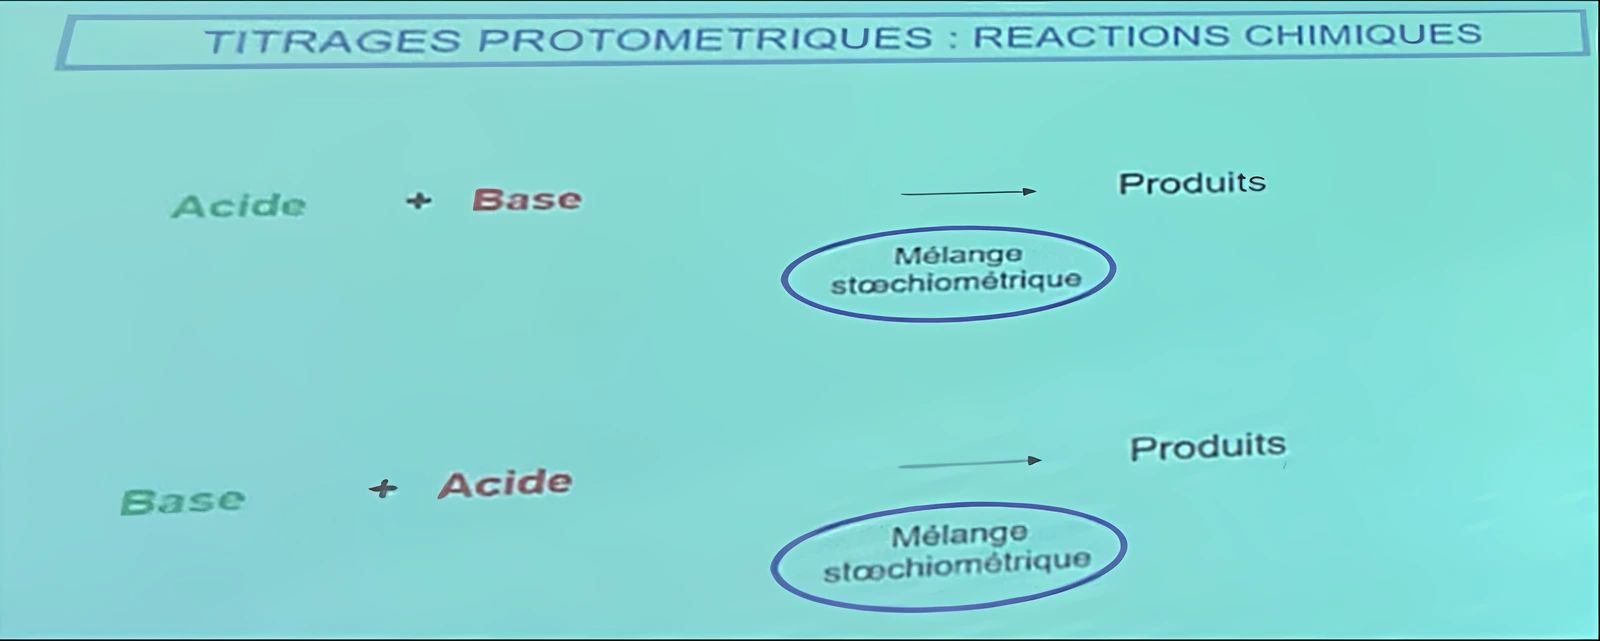 TITRAGES PROTOMETRIQUES : REACTIONS CHIMIQUES
Acide + Base Produits
Mélange
stœchiométrique
Base + Acide Produits
Mélange
stœchiométrique